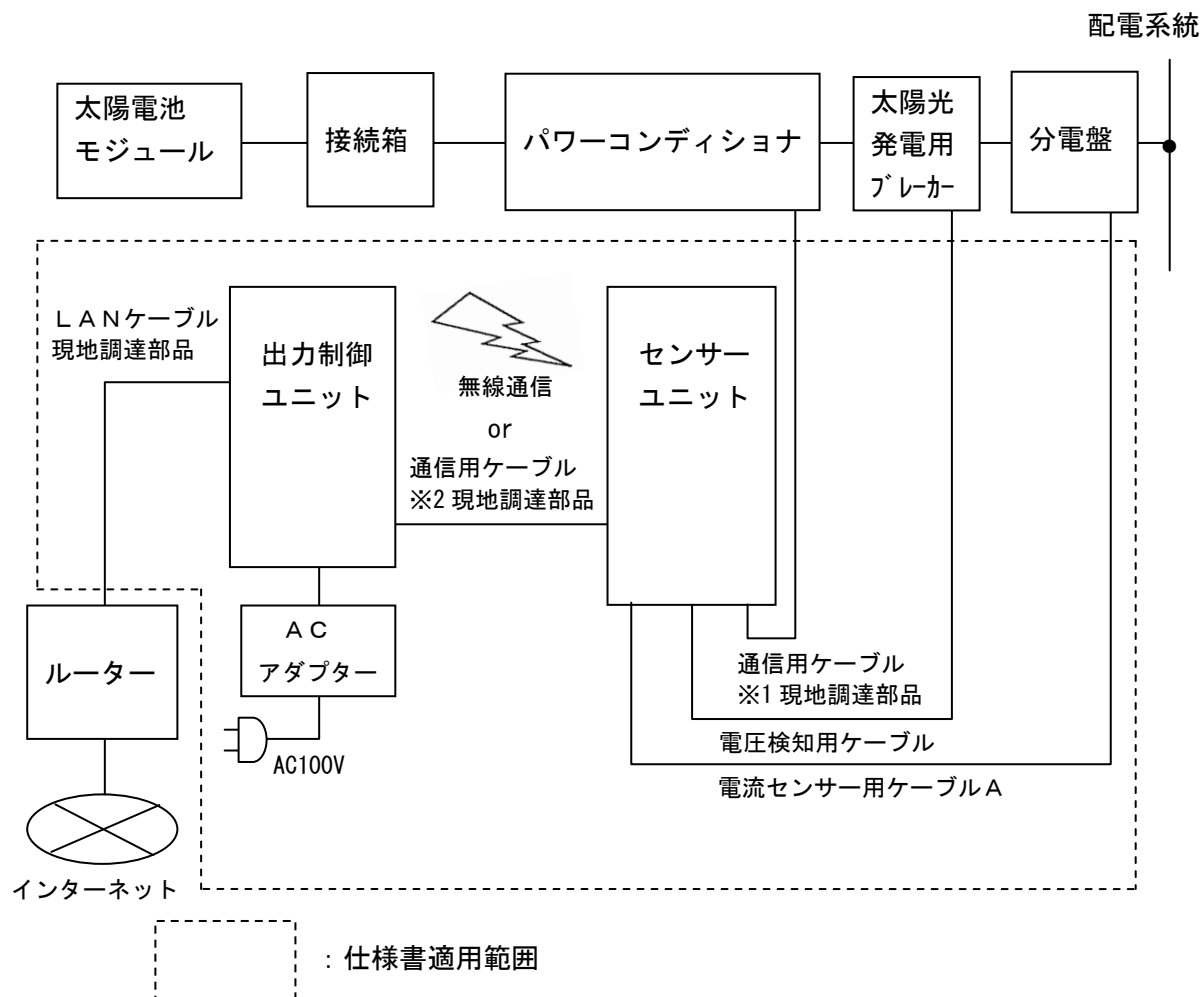 配電系統
太陽電池
モジュール
接続箱
パワーコンディショナ
太陽光
発電用
ブレーカー
分電盤
LANケーブル
現地調達部品
出力制御
ユニット
無線通信
or
通信用ケーブル
※2 現地調達部品
センサー
ユニット
ルーター
AC
アダプター
AC100V
通信用ケーブル
※1 現地調達部品
電圧検知用ケーブル
電流センサー用ケーブルA
インターネット
:仕様書適用範囲